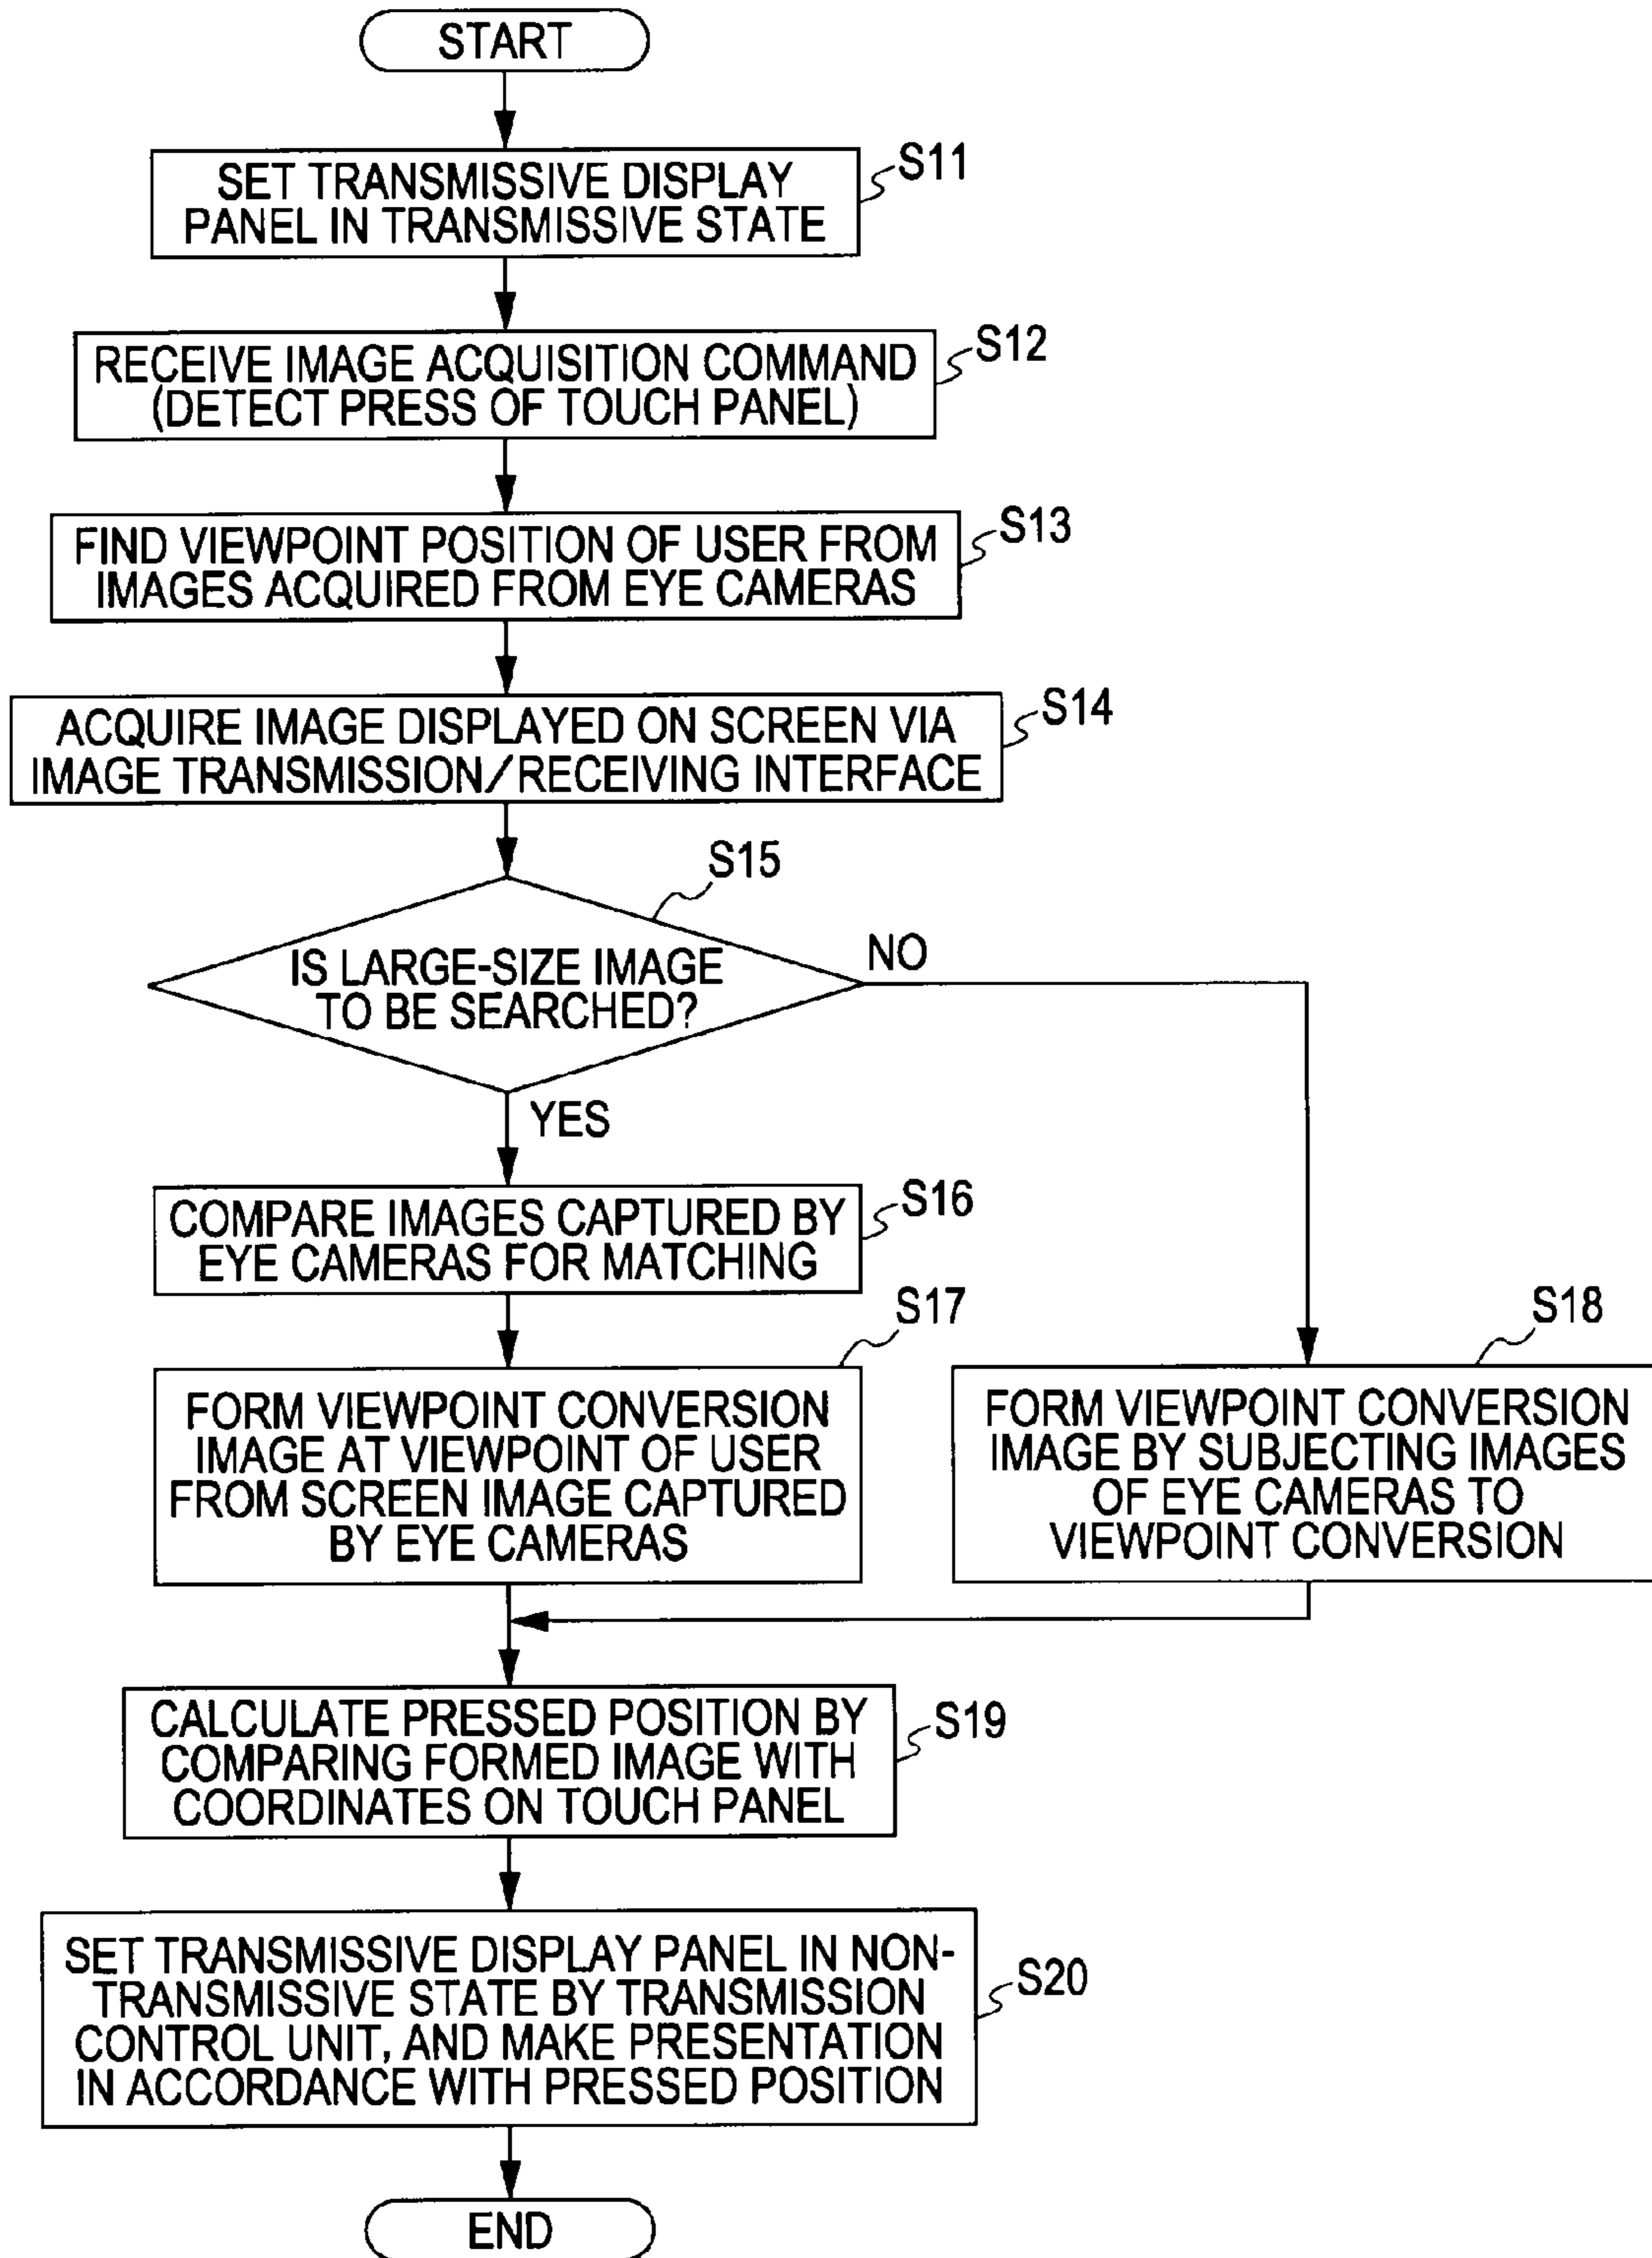 START
SET TRANSMISSIVE DISPLAY
PANEL IN TRANSMISSIVE STATE
S11
RECEIVE IMAGE ACQUISITION COMMAND
(DETECT PRESS OF TOUCH PANEL)
S12
FIND VIEWPOINT POSITION OF USER FROM
IMAGES ACQUIRED FROM EYE CAMERAS
S13
ACQUIRE IMAGE DISPLAYED ON SCREEN VIA
IMAGE TRANSMISSION/RECEIVING INTERFACE
S14
S15
IS LARGE-SIZE IMAGE
TO BE SEARCHED?
NO
YES
COMPARE IMAGES CAPTURED BY
EYE CAMERAS FOR MATCHING
S16
S17
FORM VIEWPOINT CONVERSION
IMAGE AT VIEWPOINT OF USER
FROM SCREEN IMAGE CAPTURED
BY EYE CAMERAS
S18
FORM VIEWPOINT CONVERSION
IMAGE BY SUBJECTING IMAGES
OF EYE CAMERAS TO
VIEWPOINT CONVERSION
CALCULATE PRESSED POSITION BY
COMPARING FORMED IMAGE WITH
COORDINATES ON TOUCH PANEL
S19
SET TRANSMISSIVE DISPLAY PANEL IN NON-
TRANSMISSIVE STATE BY TRANSMISSION
CONTROL UNIT, AND MAKE PRESENTATION
IN ACCORDANCE WITH PRESSED POSITION
S20
END